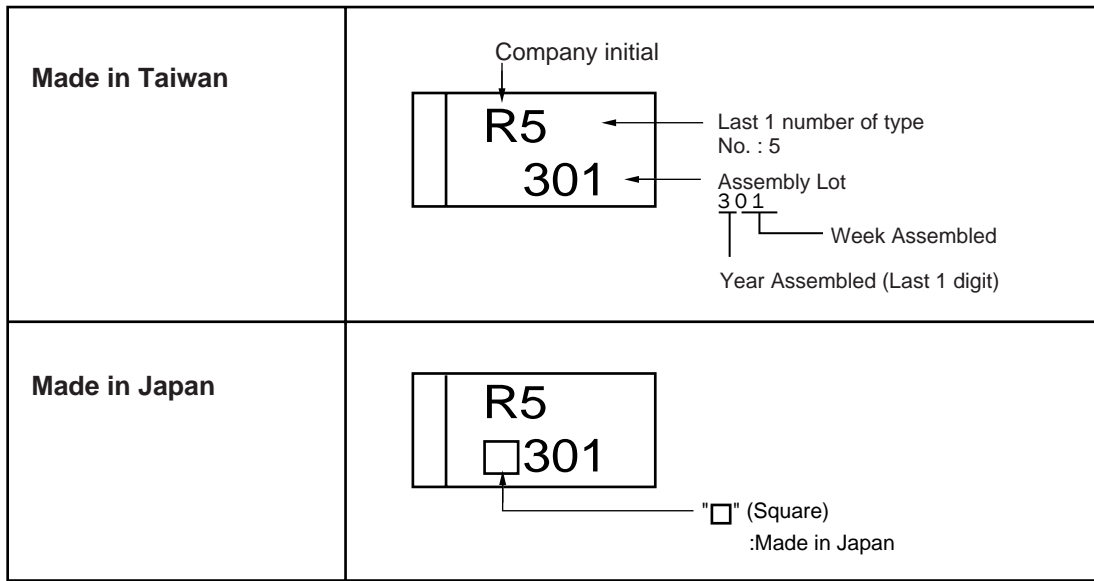 Made in Taiwan
Company initial
R5
301
Last 1 number of type
No. : 5
Assembly Lot
301
Week Assembled
Year Assembled (Last 1 digit)
Made in Japan
R5
□301
"□" (Square)
:Made in Japan